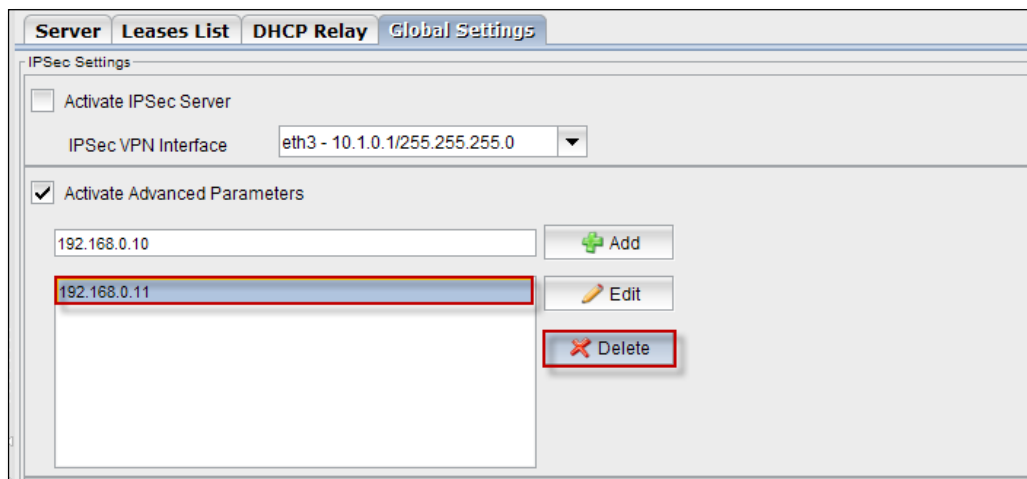 Server Leases List DHCP Relay Global Settings
IPSec Settings
Activate IPSec Server
IPSec VPN Interface eth3 - 10.1.0.1/255.255.255.0
Activate Advanced Parameters
192.168.0.10 Add
192.168.0.11 Edit
Delete